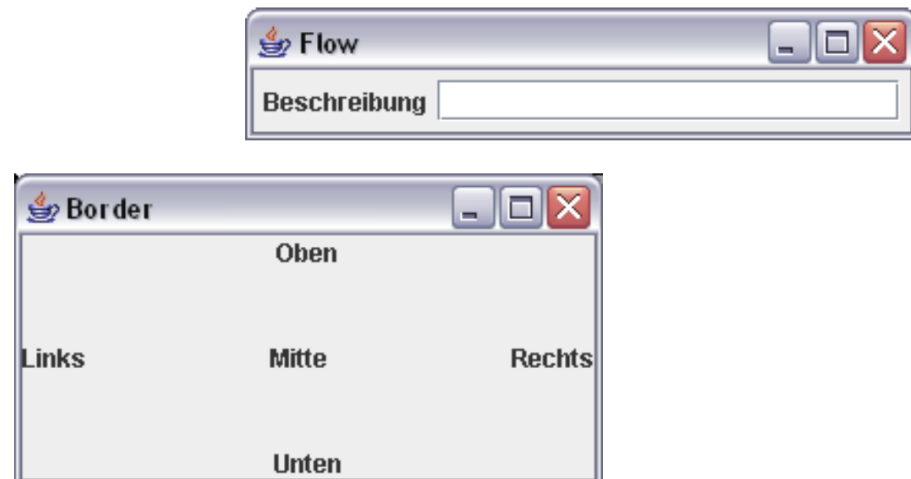 Flow
Beschreibung
Border
Oben
Links Mitte Rechts
Unten